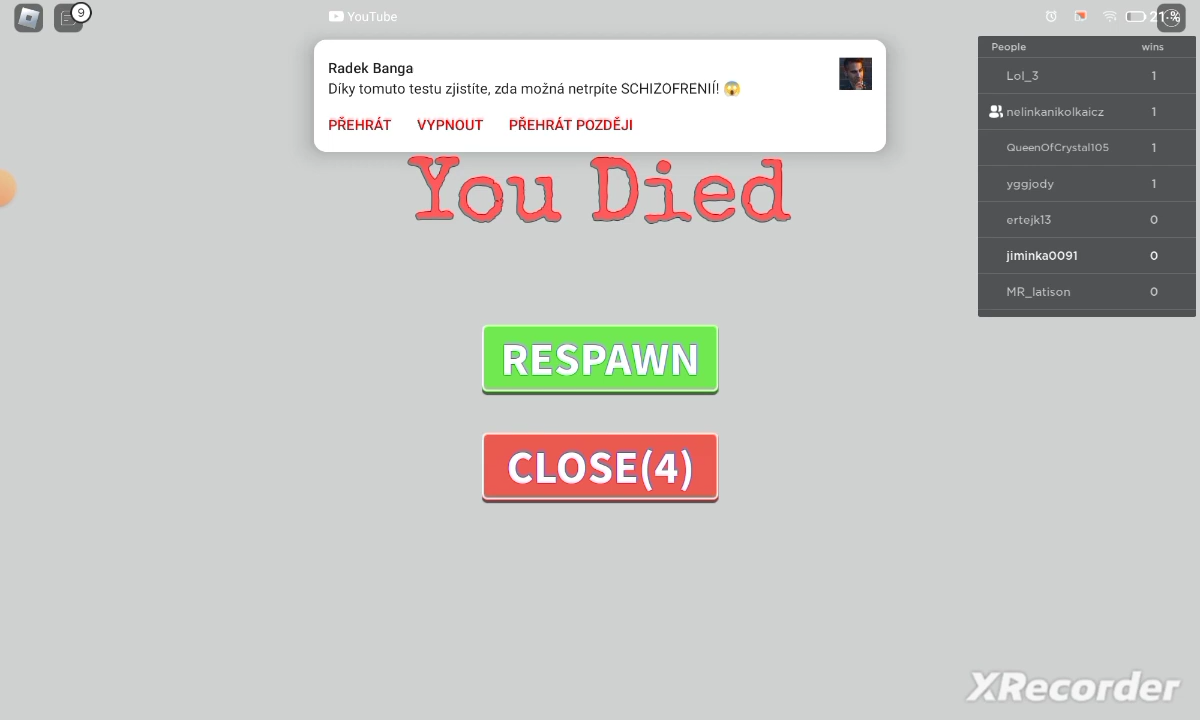 9
YouTube
Radek Banga
Díky tomuto testu zjistíte, zda možná netrpíte SCHIZOFRENIÍ! 😱
PŘEHRÁT VYPNOUT PŘEHRÁT POZDĚJI
You Died
RESPAWN
CLOSE(4)
People wins
Lol_3 1
nelinkanikolkaicz 1
QueenOfCrystal105 1
yggjody 1
ertejk13 0
jiminka0091 0
MR_latison 0
XRecorder